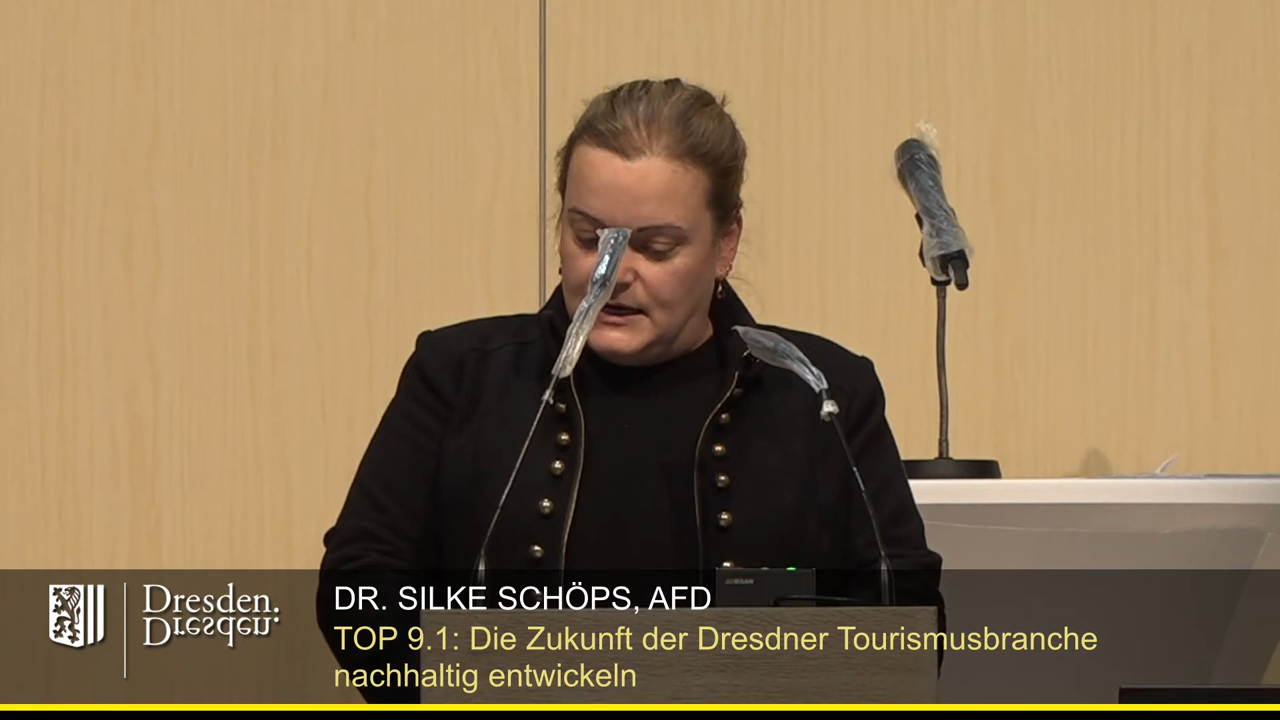 Dresden.
Dresden.
DR. SILKE SCHÖPS, AFD
TOP 9.1: Die Zukunft der Dresdner Tourismusbranche
nachhaltig entwickeln